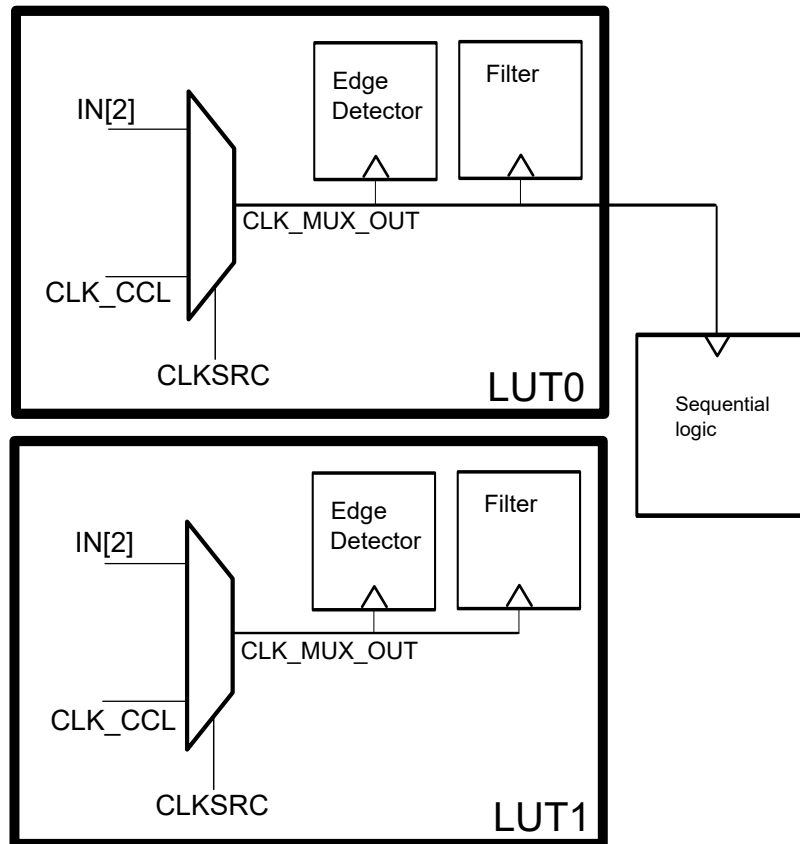 Edge
Detector
Filter
IN[2]
CLK_MUX_OUT
CLK_CCL
CLKSRC
LUT0
Sequential
logic
Edge
Detector
Filter
IN[2]
CLK_MUX_OUT
CLK_CCL
CLKSRC
LUT1